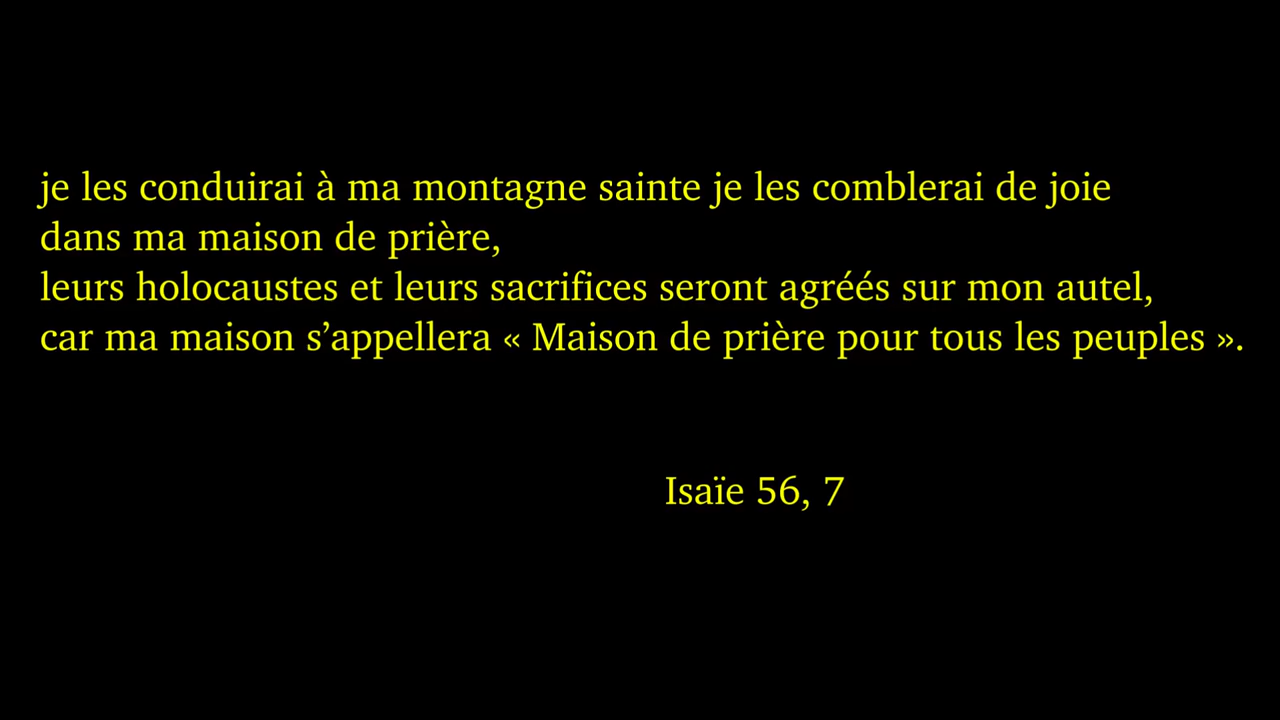 je les conduirai à ma montagne sainte je les comblerai de joie
dans ma maison de prière,
leurs holocaustes et leurs sacrifices seront agréés sur mon autel,
car ma maison s’appellera « Maison de prière pour tous les peuples ».
Isaïe 56, 7